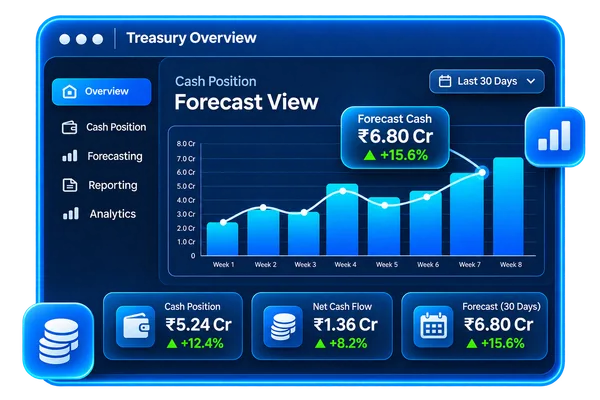 Treasury Overview
Overview
Cash Position
Forecasting
Reporting
Analytics
Cash Position
Forecast View
Last 30 Days
Forecast Cash
₹6.80 Cr
▲ +15.6%
8.0 Cr
7.0 Cr
6.0 Cr
5.0 Cr
4.0 Cr
3.0 Cr
2.0 Cr
1.0 Cr
0
Week 1 Week 2 Week 3 Week 4 Week 5 Week 6 Week 7 Week 8
Cash Position
₹5.24 Cr
▲ +12.4%
Net Cash Flow
₹1.36 Cr
▲ +8.2%
Forecast (30 Days)
₹6.80 Cr
▲ +15.6%